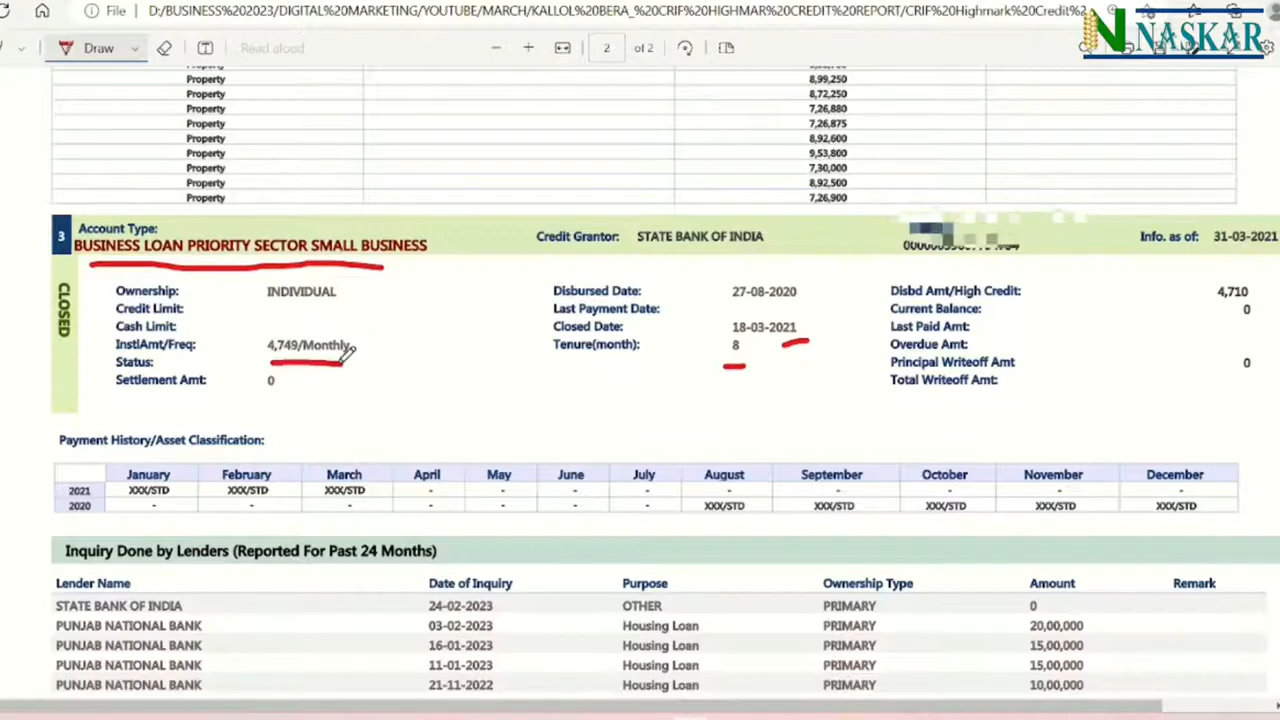 File D:/BUSINESS%202023/DIGITAL%20MARKETING/YOUTUBE/MARCH/KALLOL%20BERA_%20CRIF%20HIGHMAR%20CREDIT%20REPORT/CRIF%20Highmark%20Credit%2
NASKAR
Draw Read aloud 2 of 2
Property 8,99,250
Property 8,72,250
Property 7,26,880
Property 7,26,875
Property 8,92,600
Property 9,53,800
Property 7,30,000
Property 8,92,500
Property 7,26,900
3 Account Type:
BUSINESS LOAN PRIORITY SECTOR SMALL BUSINESS Credit Grantor: STATE BANK OF INDIA Info. as of: 31-03-2021
CLOSED
Ownership: INDIVIDUAL Disbursed Date: 27-08-2020 Disbd Amt/High Credit: 4,710
Credit Limit: Last Payment Date: Current Balance: 0
Cash Limit: Closed Date: 18-03-2021 Last Paid Amt:
InstlAmt/Freq: 4,749/Monthly Tenure(month): 8 Overdue Amt:
Status: Principal Writeoff Amt 0
Settlement Amt: 0 Total Writeoff Amt:
Payment History/Asset Classification:
January February March April May June July August September October November December
2021 XXX/STD XXX/STD XXX/STD - - - - - - - - -
2020 - - - - - - - XXX/STD XXX/STD XXX/STD XXX/STD XXX/STD
Inquiry Done by Lenders (Reported For Past 24 Months)
Lender Name Date of Inquiry Purpose Ownership Type Amount Remark
STATE BANK OF INDIA 24-02-2023 OTHER PRIMARY 0
PUNJAB NATIONAL BANK 03-02-2023 Housing Loan PRIMARY 20,00,000
PUNJAB NATIONAL BANK 16-01-2023 Housing Loan PRIMARY 15,00,000
PUNJAB NATIONAL BANK 11-01-2023 Housing Loan PRIMARY 15,00,000
PUNJAB NATIONAL BANK 21-11-2022 Housing Loan PRIMARY 10,00,000